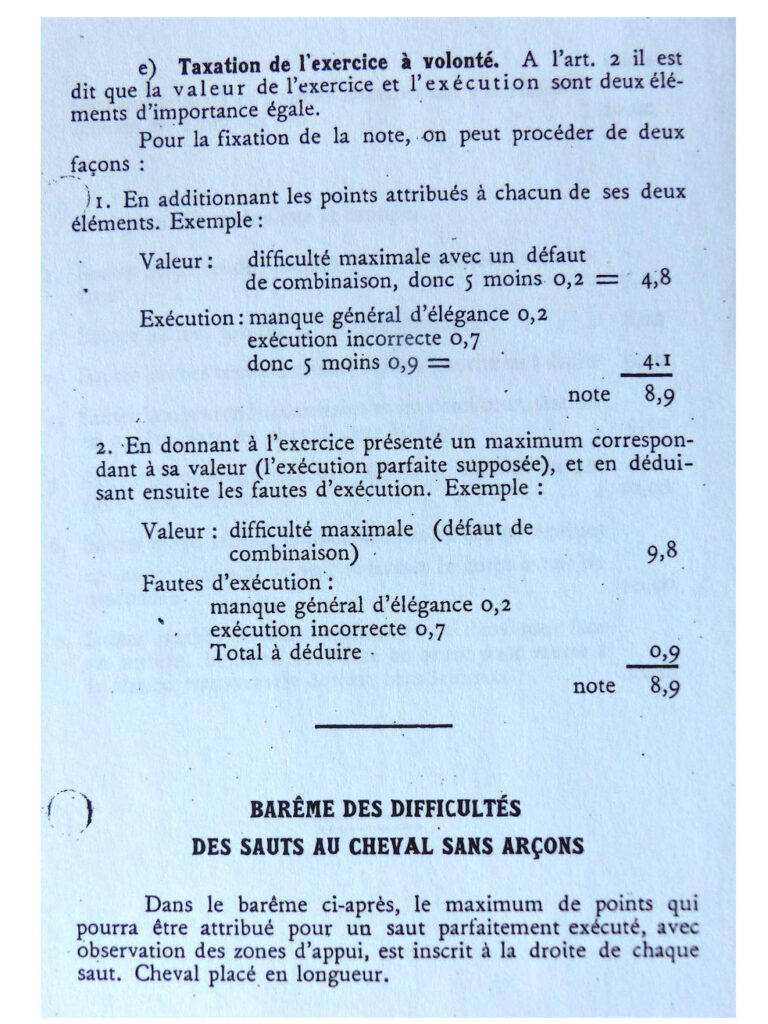 e) Taxation de l'exercice à volonté. A l'art. 2 il est
dit que la valeur de l'exercice et l'exécution sont deux élé-
ments d'importance égale.
Pour la fixation de la note, on peut procéder de deux
façons :
1. En additionnant les points attribués à chacun de ses deux
éléments. Exemple :
Valeur : difficulté maximale avec un défaut
de combinaison, donc 5 moins 0,2 = 4,8
Exécution : manque général d'élégance 0,2
exécution incorrecte 0,7
donc 5 moins 0,9 = 4.1
note 8,9
2. En donnant à l'exercice présenté un maximum correspon-
dant à sa valeur (l'exécution parfaite supposée), et en dédui-
sant ensuite les fautes d'exécution. Exemple :
Valeur : difficulté maximale (défaut de
combinaison) 9,8
Fautes d'exécution :
manque général d'élégance 0,2
exécution incorrecte 0,7
Total à déduire 0,9
note 8,9
BARÊME DES DIFFICULTÉS
DES SAUTS AU CHEVAL SANS ARÇONS
Dans le barême ci-après, le maximum de points qui
pourra être attribué pour un saut parfaitement exécuté, avec
observation des zones d'appui, est inscrit à la droite de chaque
saut. Cheval placé en longueur.